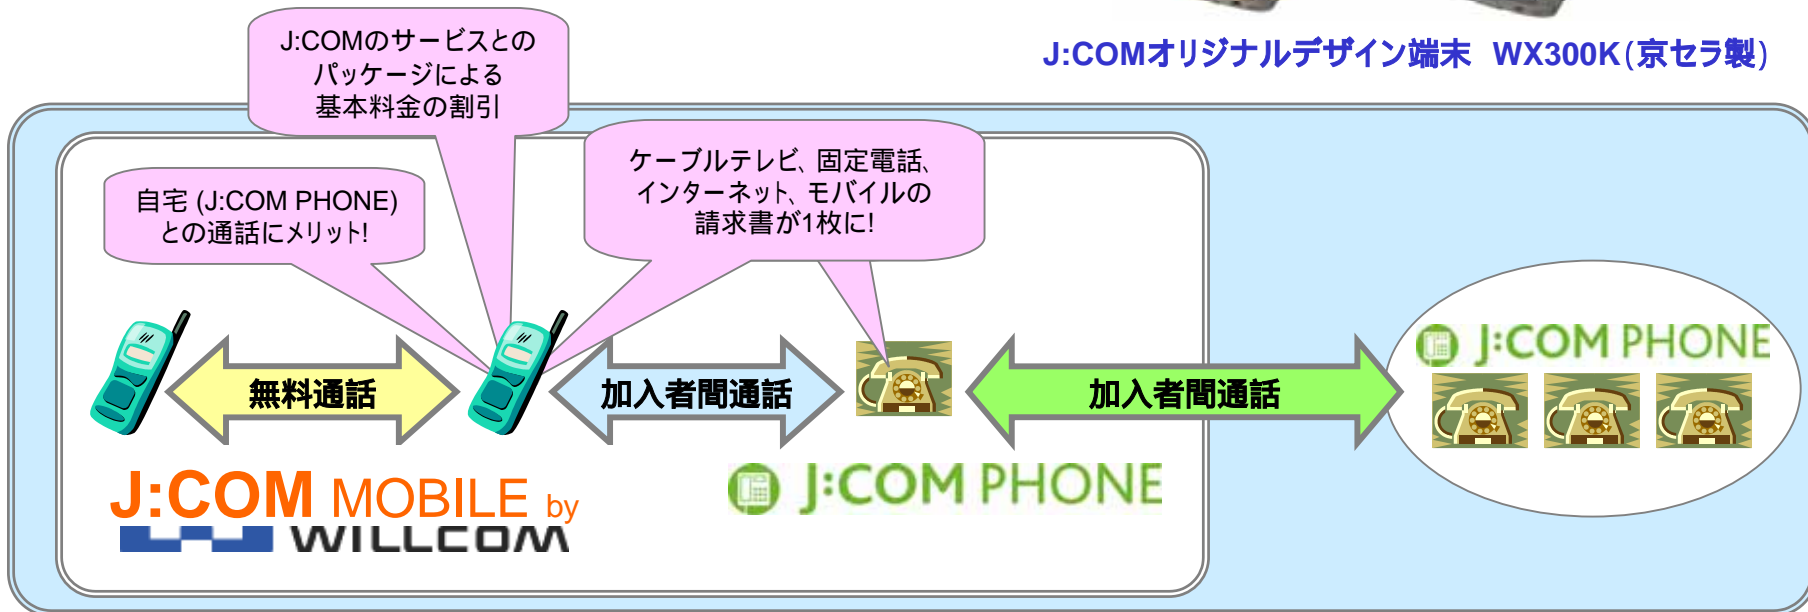 J:COMオリジナルデザイン端末　WX300K(京セラ製)
J:COMのサービスとの
パッケージによる
基本料金の割引
自宅 (J:COM PHONE)
との通話にメリット!
ケーブルテレビ、固定電話、
インターネット、モバイルの
請求書が1枚に!
無料通話
加入者間通話
加入者間通話
J:COM PHONE
J:COM MOBILE by
WILLCOM
J:COM PHONE